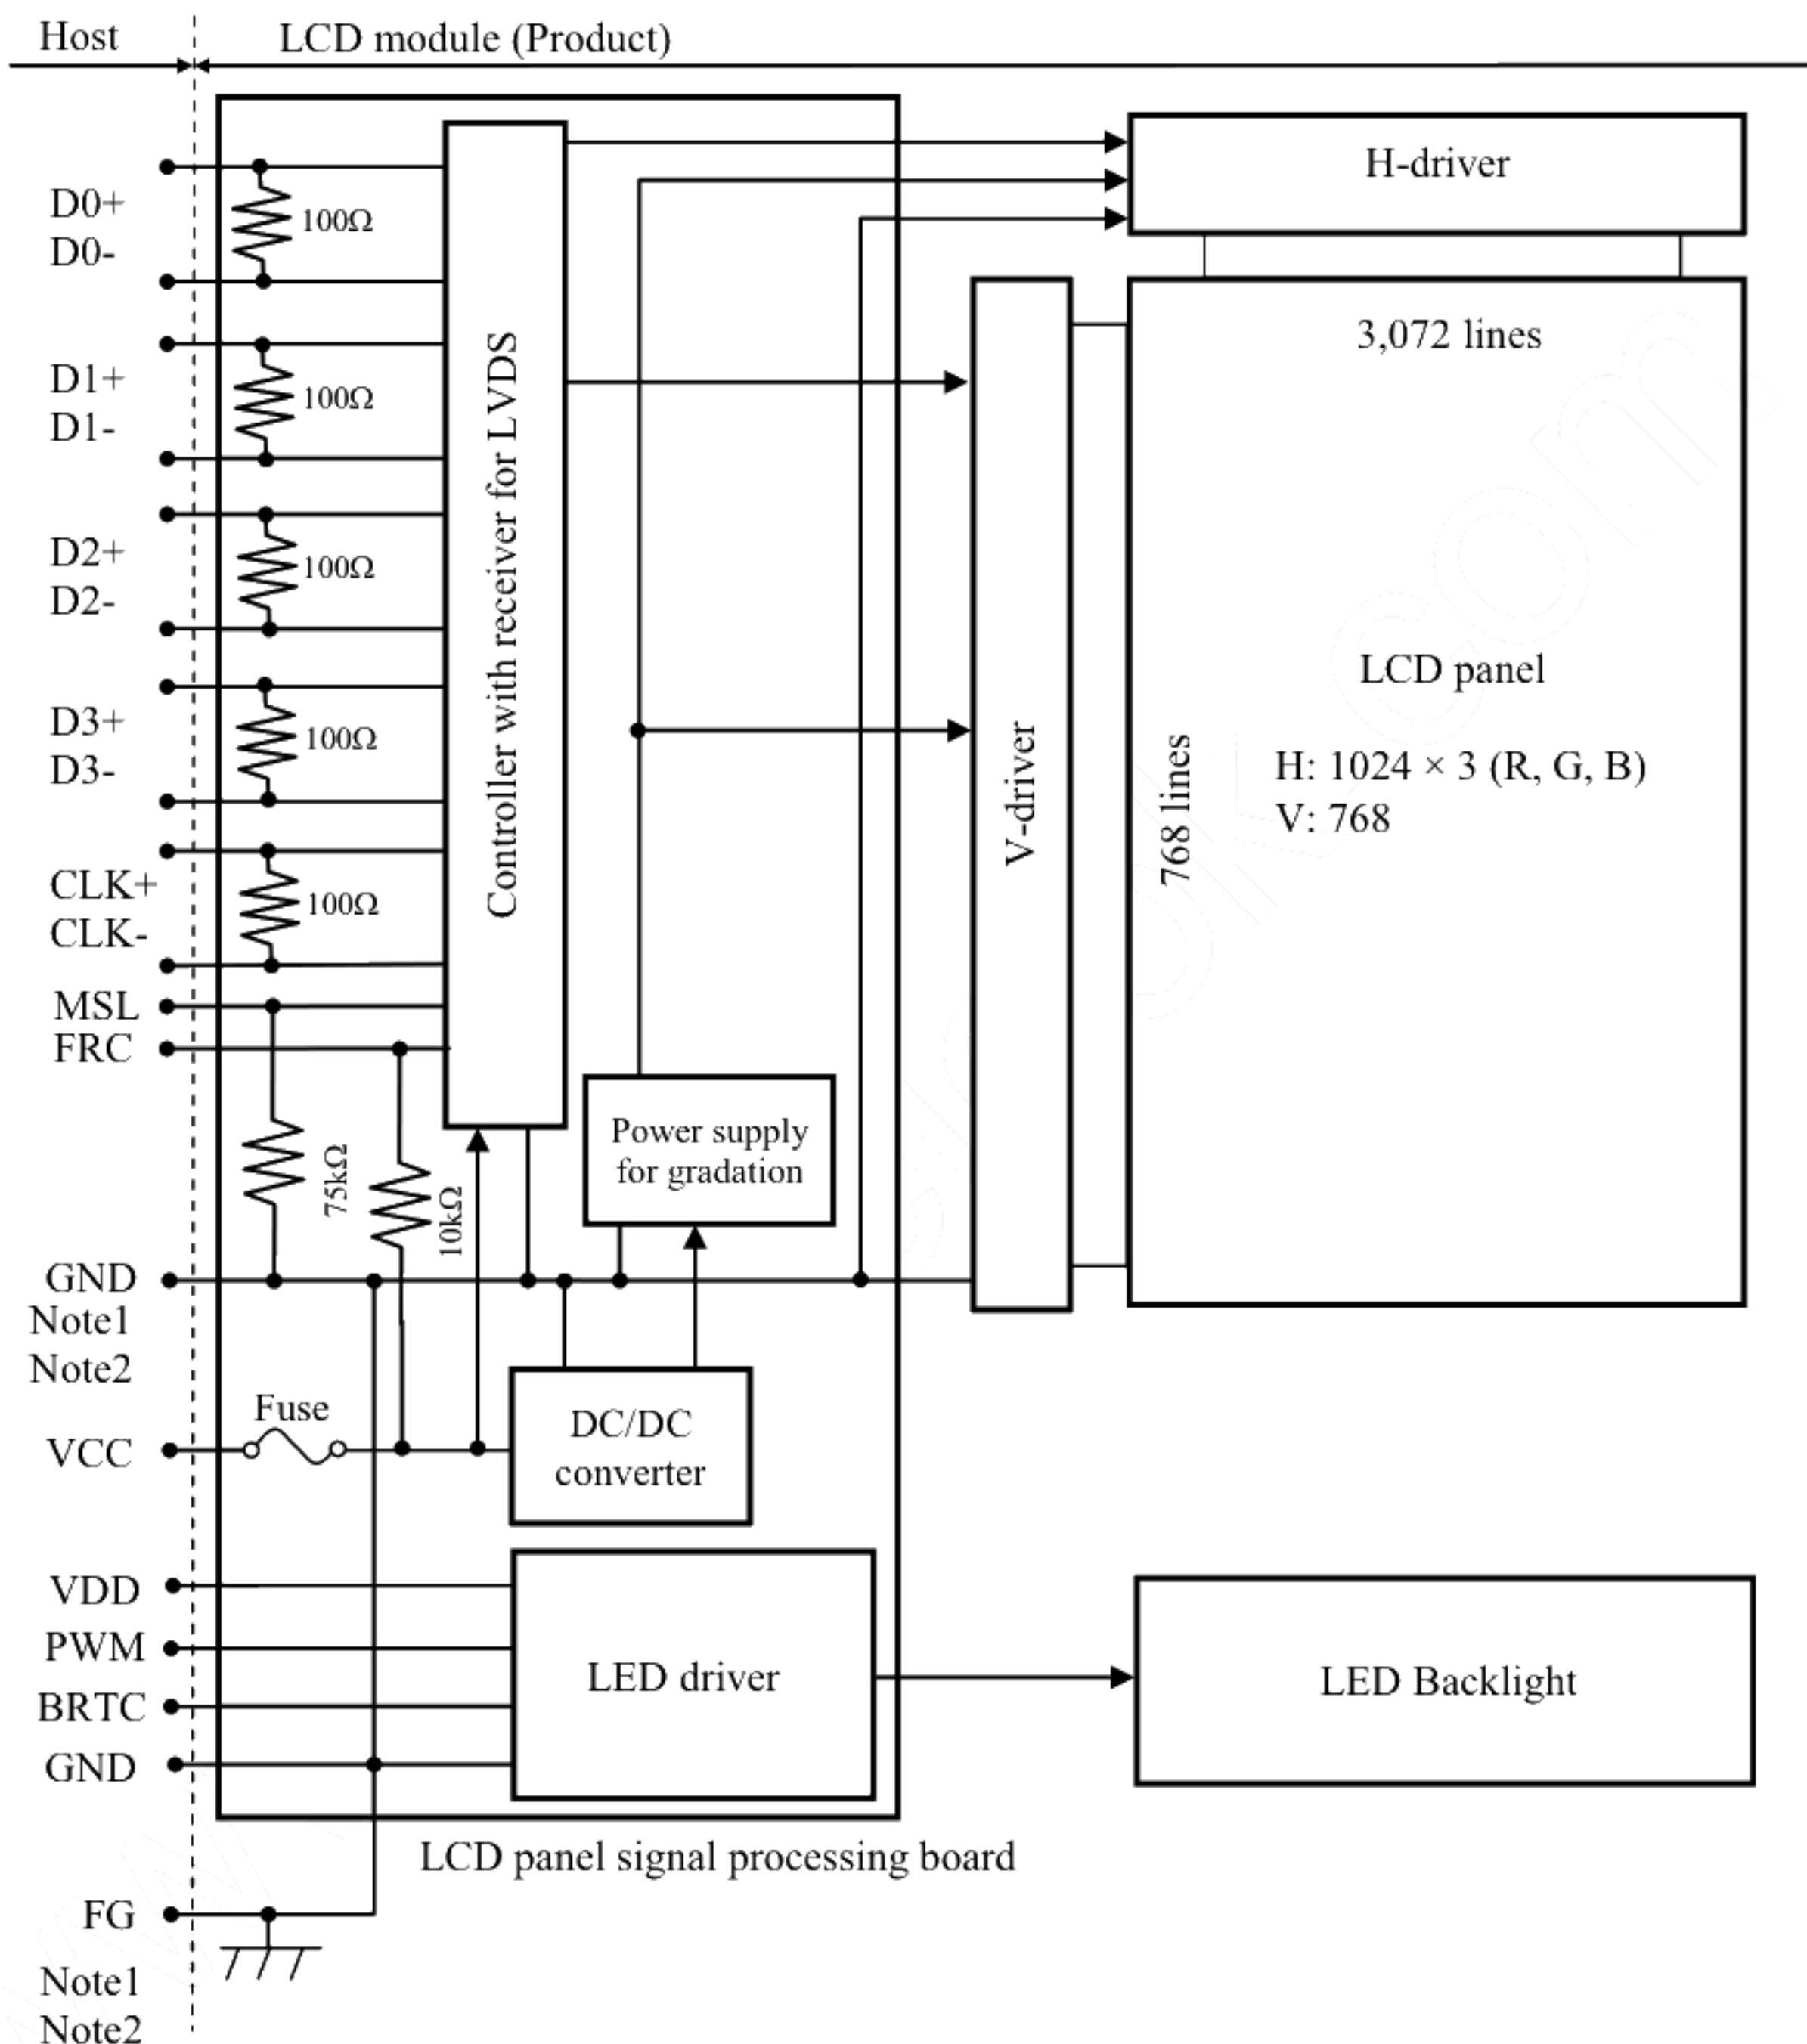 Host
LCD module (Product)
D0+
D0-
100Ω
D1+
D1-
100Ω
D2+
D2-
100Ω
D3+
D3-
100Ω
CLK+
CLK-
100Ω
MSL
FRC
75kΩ
10kΩ
GND
Note1
Note2
Fuse
VCC
VDD
PWM
BRTC
GND
FG
Note1
Note2
Controller with receiver for LVDS
Power supply
for gradation
DC/DC
converter
LED driver
LCD panel signal processing board
H-driver
V-driver
3,072 lines
768 lines
LCD panel
H: 1024 × 3 (R, G, B)
V: 768
LED Backlight